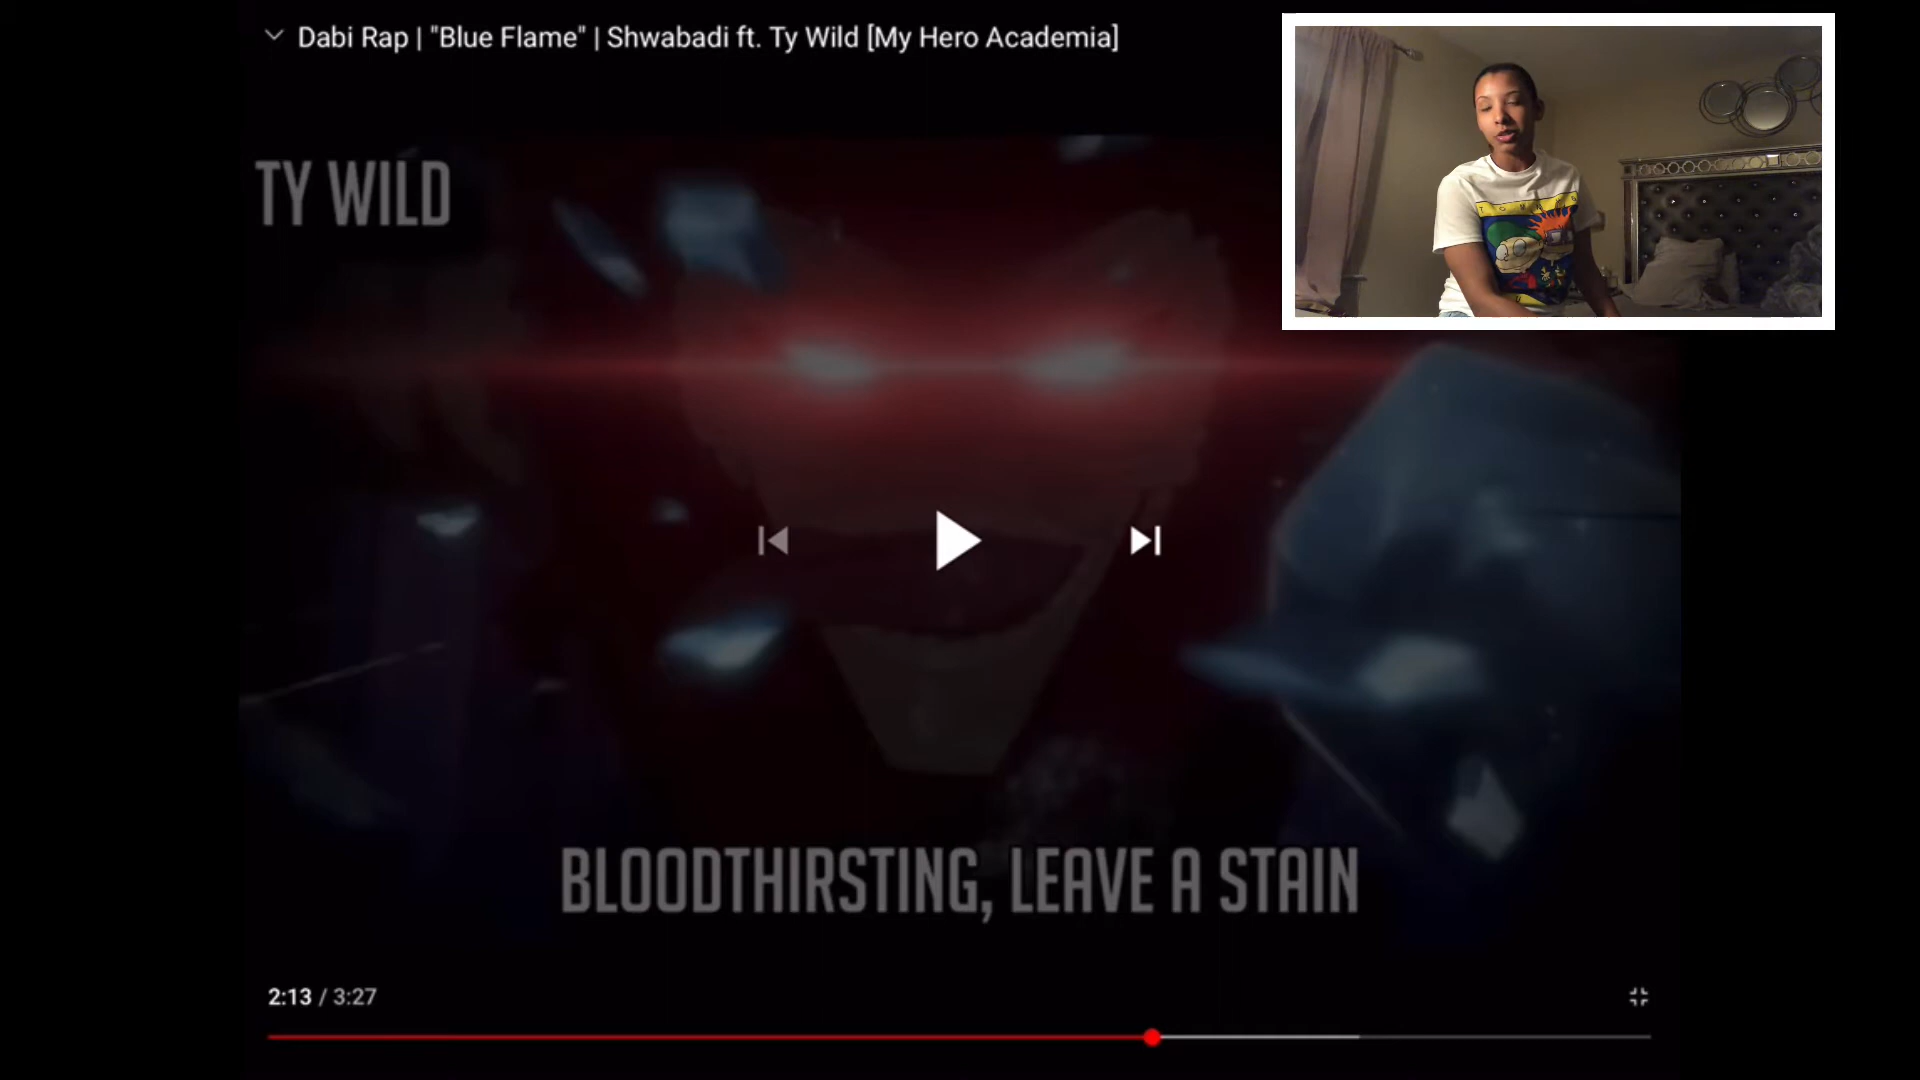 Dabi Rap | "Blue Flame" | Shwabadi ft. Ty Wild [My Hero Academia]
TY WILD
BLOODTHIRSTING, LEAVE A STAIN
2:13 / 3:27